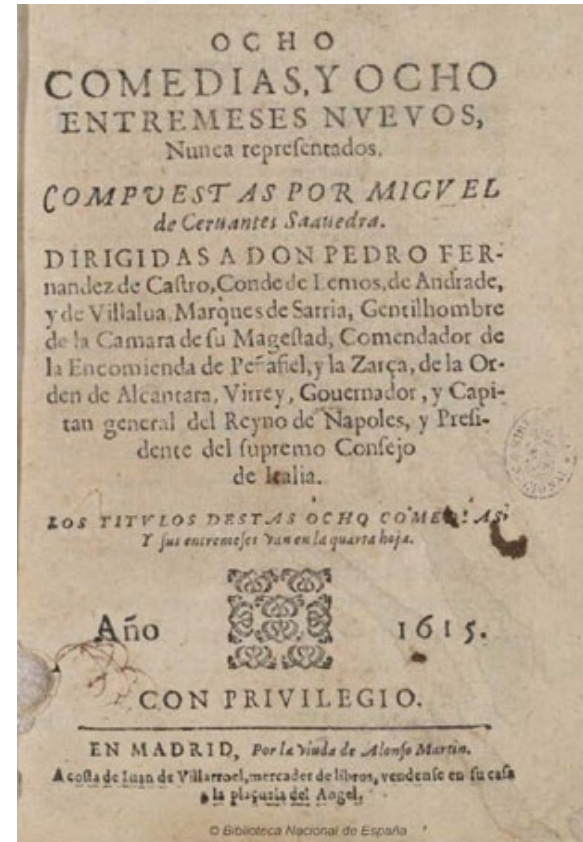 OCHO
COMEDIAS, Y OCHO
ENTREMESES NVEVOS,
Nunca representados.
COMPVESTAS POR MIGVEL
de Ceruantes Saauedra.
DIRIGIDAS A DON PEDRO FER-
nandez de Castro, Conde de Lemos, de Andrade,
y de Villalua, Marques de Sarria, Gentilhombre
de la Camara de su Magestad, Comendador de
la Encomienda de Peñafiel, y la Zarça, de la Or-
den de Alcantara, Virrey, Gouernador, y Capi-
tan general del Reyno de Napoles, y Presi-
dente del supremo Consejo
de Italia.
LOS TITVLOS DESTAS OCHO COMEDIAS,
Y sus entremeses van en la quarta hoja.
Año 1615.
CON PRIVILEGIO.
EN MADRID, Por la viuda de Alonso Martin.
A costa de Iuan de Villarroel, mercader de libros, vendense en su casa
a la plaçuela del Angel.
© Biblioteca Nacional de España